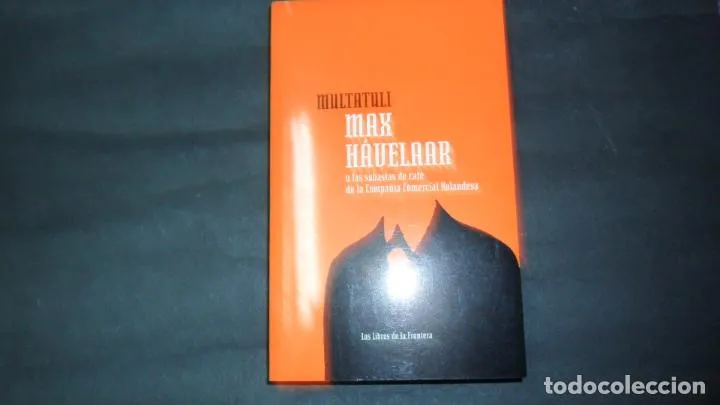 MULTATULI
MAX
HAVELAAR
o las subastas de café
de la Compañía Comercial Holandesa
Los Libros de la Frontera
todocoleccion